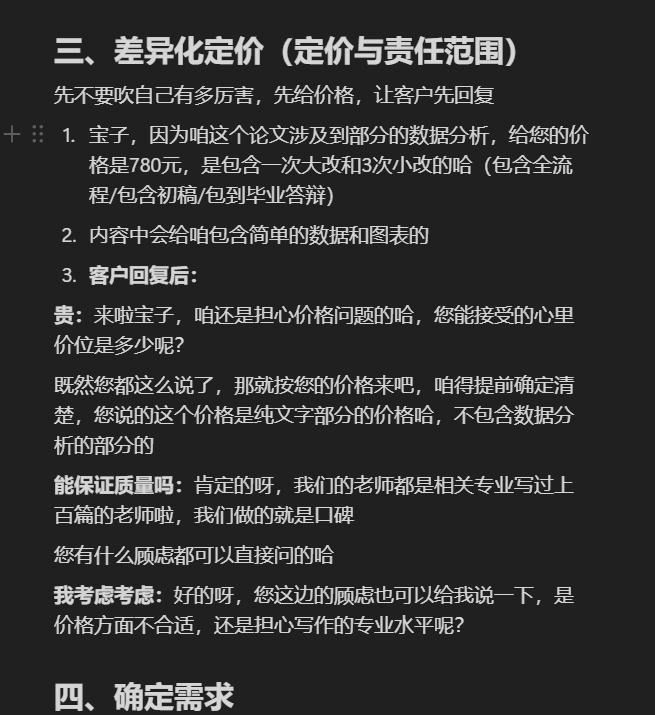 三、差异化定价（定价与责任范围）
先不要吹自己有多厉害，先给价格，让客户先回复
1. 宝子，因为咱这个论文涉及到部分的数据分析，给您的价
格是780元，是包含一次大改和3次小改的哈（包含全流
程/包含初稿/包到毕业答辩）
2. 内容中会给咱包含简单的数据和图表的
3. 客户回复后：
贵：来啦宝子，咱还是担心价格问题的哈，您能接受的心里
价位是多少呢？
既然您都这么说了，那就按您的价格来吧，咱得提前确定清
楚，您说的这个价格是纯文字部分的价格哈，不包含数据分
析的部分的
能保证质量吗：肯定的呀，我们的老师都是相关专业写过上
百篇的老师啦，我们做的就是口碑
您有什么顾虑都可以直接问的哈
我考虑考虑：好的呀，您这边的顾虑也可以给我说一下，是
价格方面不合适，还是担心写作的专业水平呢？
四、确定需求